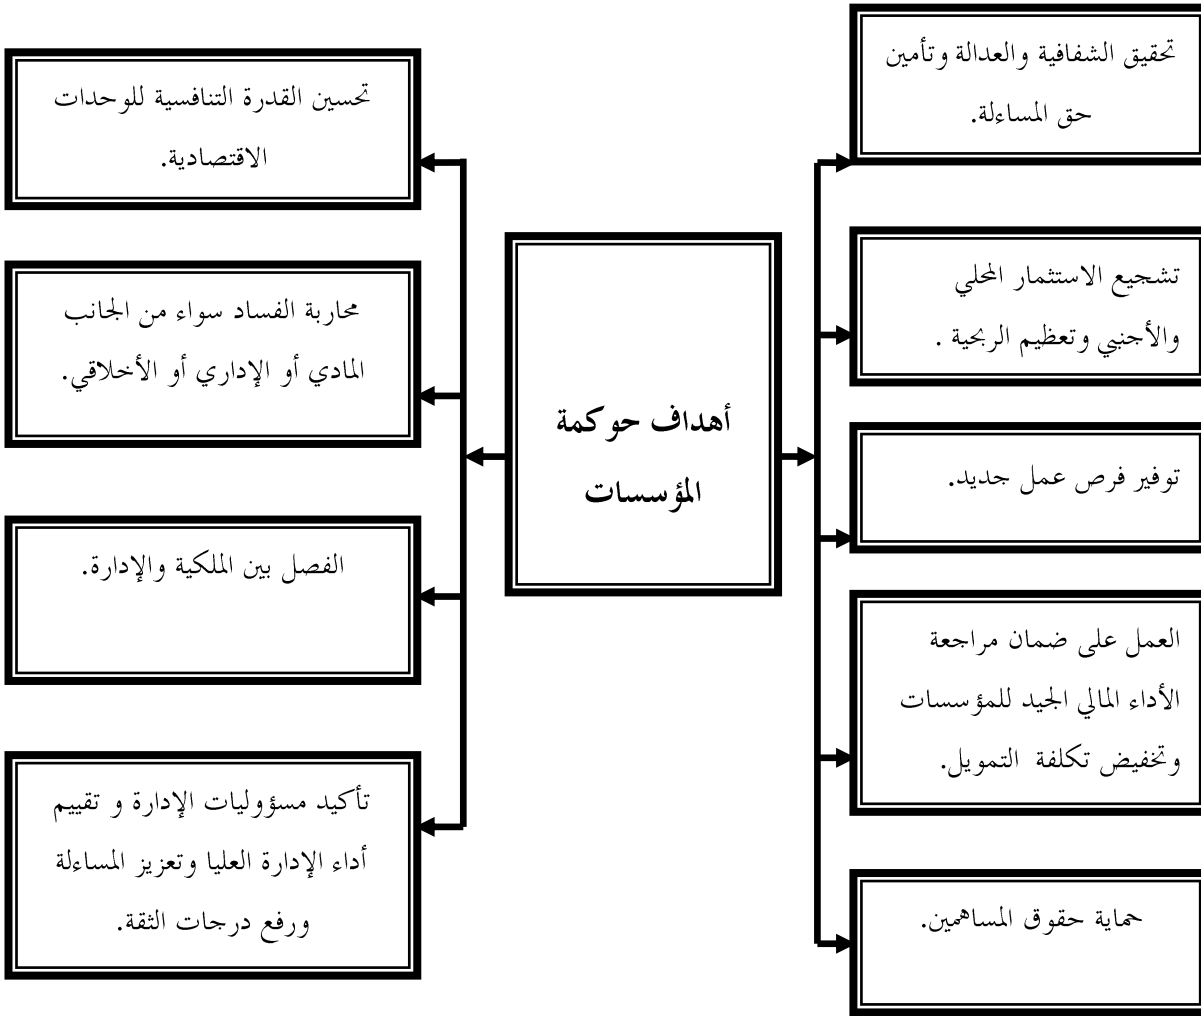 تحقيق الشفافية والعدالة وتأمين
حق المساءلة.
تشجيع الاستثمار المحلي
والأجنبي وتعظيم الربحية .
توفير فرص عمل جديد.
العمل على ضمان مراجعة
الأداء المالي الجيد للمؤسسات
وتخفيض تكلفة التمويل.
حماية حقوق المساهمين.
أهداف حوكمة
المؤسسات
تحسين القدرة التنافسية للوحدات
الاقتصادية.
محاربة الفساد سواء من الجانب
المادي أو الإداري أو الأخلاقي.
الفصل بين الملكية والإدارة.
تأكيد مسؤوليات الإدارة و تقييم
أداء الإدارة العليا وتعزيز المساءلة
ورفع درجات الثقة.